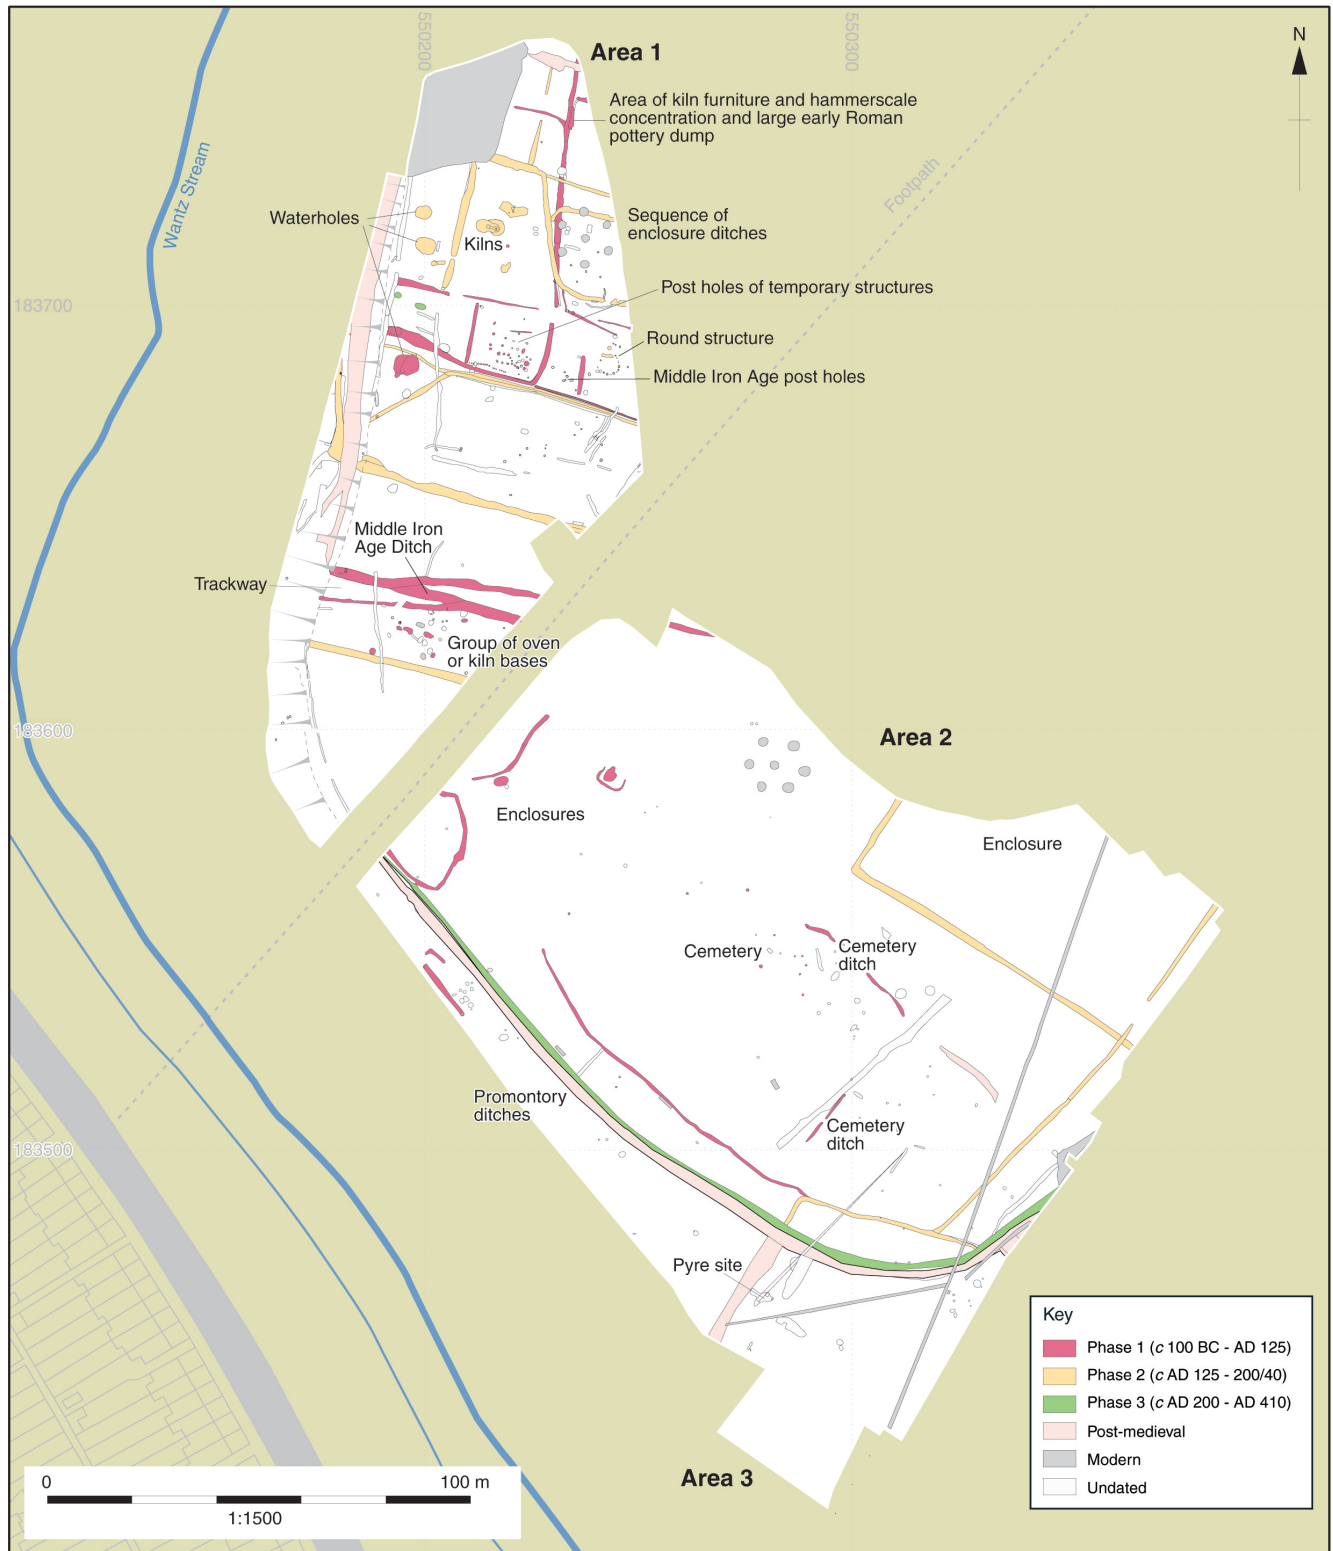 550200
550300
N
Area 1
Area of kiln furniture and hammerscale
concentration and large early Roman
pottery dump
Footpath
Wantz Stream
Waterholes
Sequence of
enclosure ditches
Kilns
Post holes of temporary structures
183700
Round structure
Middle Iron Age post holes
Middle Iron
Age Ditch
Trackway
Group of oven
or kiln bases
183600
Area 2
Enclosures
Enclosure
Cemetery
Cemetery
ditch
Promontory
ditches
Cemetery
ditch
183500
Pyre site
Key
Phase 1 (c 100 BC - AD 125)
Phase 2 (c AD 125 - 200/40)
Phase 3 (c AD 200 - AD 410)
Post-medieval
Modern
Undated
Area 3
0 100 m
1:1500